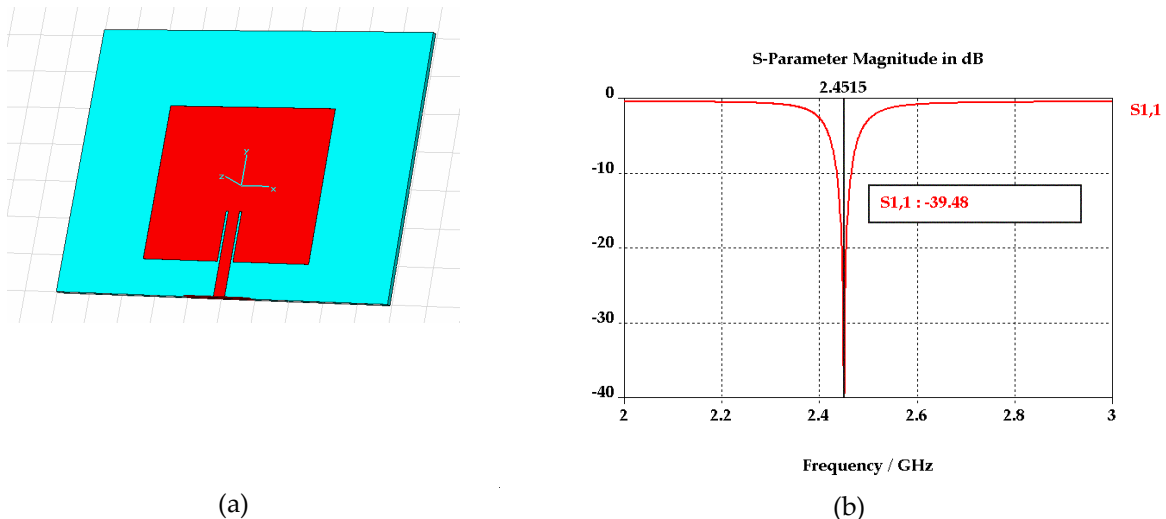 Y
Z
X
(a)
S-Parameter Magnitude in dB
2.4515
0
S1,1
-10
S1,1 : -39.48
-20
-30
-40
2 2.2 2.4 2.6 2.8 3
Frequency / GHz
(b)